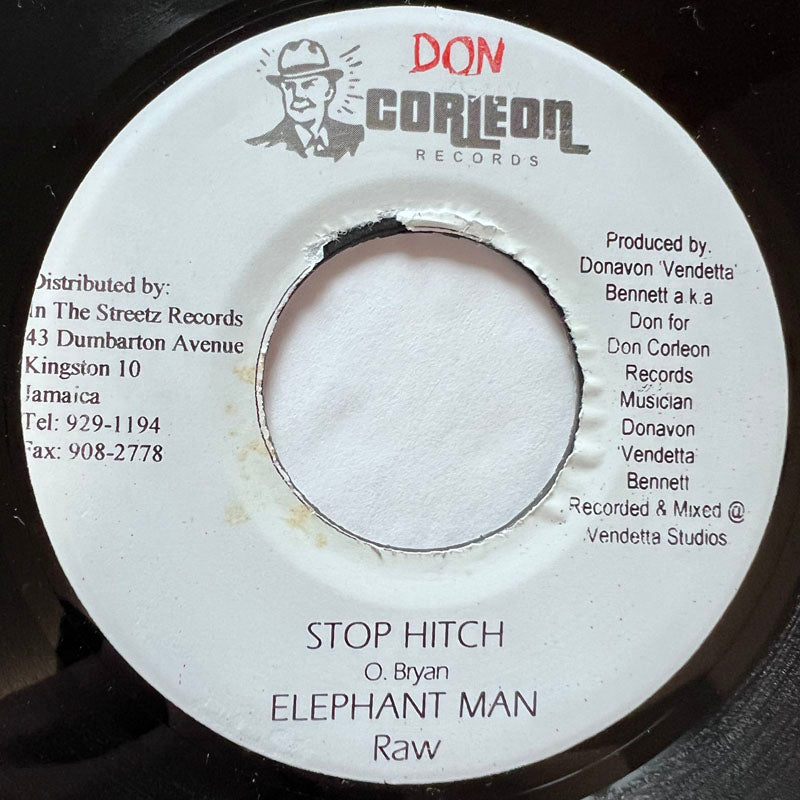 DON
CORLEON
RECORDS
Distributed by:
In The Streetz Records
43 Dumbarton Avenue
Kingston 10
Jamaica
Tel: 929-1194
Fax: 908-2778
Produced by:
Donavon 'Vendetta'
Bennett a.k.a
Don for
Don Corleon
Records
Musician
Donavon
'Vendetta'
Bennett
Recorded & Mixed @
Vendetta Studios
STOP HITCH
O. Bryan
ELEPHANT MAN
Raw